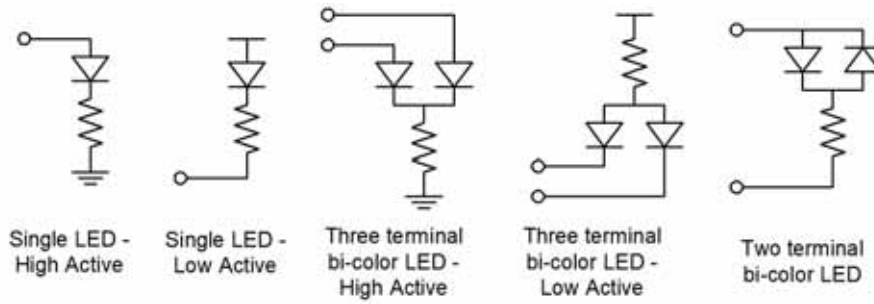 Single LED -
High Active
Single LED -
Low Active
Three terminal
bi-color LED -
High Active
Three terminal
bi-color LED -
Low Active
Two terminal
bi-color LED